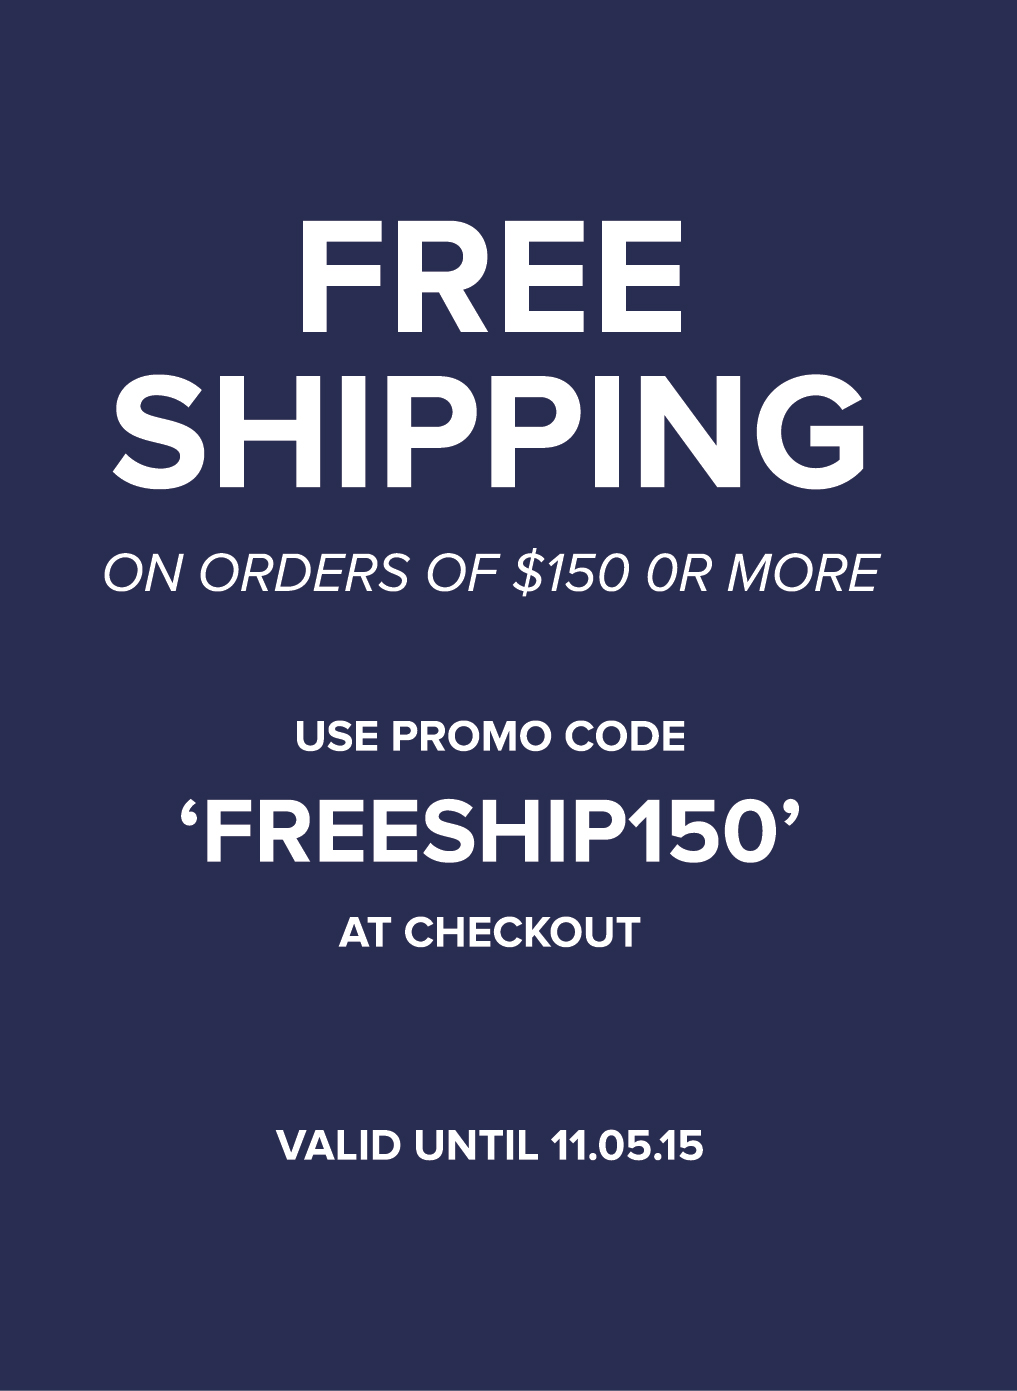 FREE
SHIPPING
ON ORDERS OF $150 0R MORE
USE PROMO CODE
‘FREESHIP150’
AT CHECKOUT
VALID UNTIL 11.05.15